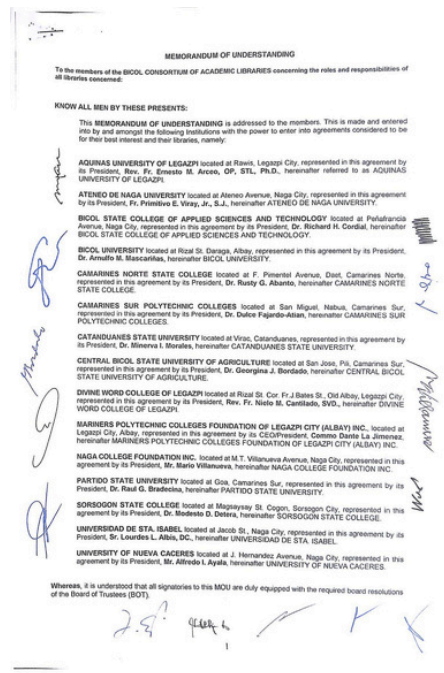 MEMORANDUM OF UNDERSTANDING
To the members of the BICOL CONSORTIUM OF ACADEMIC LIBRARIES concerning the roles and responsibilities of
all libraries concerned:
KNOW ALL MEN BY THESE PRESENTS:
This MEMORANDUM OF UNDERSTANDING is addressed to the members. This is made and entered
into by and amongst the following Institutions with the power to enter into agreements considered to be
for their best interest and their libraries, namely:
AQUINAS UNIVERSITY OF LEGAZPI located at Rawis, Legazpi City, represented in this agreement by
its President, Rev. Fr. Ernesto M. Arceo, OP, STL, Ph.D., hereinafter referred to as AQUINAS
UNIVERSITY OF LEGAZPI.
ATENEO DE NAGA UNIVERSITY located at Ateneo Avenue, Naga City, represented in this agreement
by its President, Fr. Primitivo E. Viray, Jr., S.J., hereinafter ATENEO DE NAGA UNIVERSITY.
BICOL STATE COLLEGE OF APPLIED SCIENCES AND TECHNOLOGY located at Peñafrancia
Avenue, Naga City, represented in this agreement by its President, Dr. Richard H. Cordial, hereinafter
BICOL STATE COLLEGE OF APPLIED SCIENCES AND TECHNOLOGY.
BICOL UNIVERSITY located at Rizal St. Daraga, Albay, represented in this agreement by its President,
Dr. Arnulfo M. Mascariñas, hereinafter BICOL UNIVERSITY.
CAMARINES NORTE STATE COLLEGE located at F. Pimentel Avenue, Daet, Camarines Norte,
represented in this agreement by its President, Dr. Rusty G. Abanto, hereinafter CAMARINES NORTE
STATE COLLEGE.
CAMARINES SUR POLYTECHNIC COLLEGES located at San Miguel, Nabua, Camarines Sur,
represented in this agreement by its President, Dr. Dulce Fajardo-Atian, hereinafter CAMARINES SUR
POLYTECHNIC COLLEGES.
CATANDUANES STATE UNIVERSITY located at Virac, Catanduanes, represented in this agreement by
its President, Dr. Minerva I. Morales, hereinafter CATANDUANES STATE UNIVERSITY.
CENTRAL BICOL STATE UNIVERSITY OF AGRICULTURE located at San Jose, Pili, Camarines Sur,
represented in this agreement by its President, Dr. Georgina J. Bordado, hereinafter CENTRAL BICOL
STATE UNIVERSITY OF AGRICULTURE.
DIVINE WORD COLLEGE OF LEGAZPI located at Rizal St. Cor. Fr.J Bates St., Old Albay, Legazpi City,
represented in this agreement by its President, Rev. Fr. Nielo M. Cantilado, SVD., hereinafter DIVINE
WORD COLLEGE OF LEGAZPI.
MARINERS POLYTECHNIC COLLEGES FOUNDATION OF LEGAZPI CITY (ALBAY) INC., located at
Legazpi City, Albay, represented in this agreement by its CEO/President, Commo Dante La Jimenez,
hereinafter MARINERS POLYTECHNIC COLLEGES FOUNDATION OF LEGAZPI CITY (ALBAY) INC.
NAGA COLLEGE FOUNDATION INC. located at M.T. Villanueva Avenue, Naga City, represented in this
agreement by its President, Mr. Mario Villanueva, hereinafter NAGA COLLEGE FOUNDATION INC.
PARTIDO STATE UNIVERSITY at Goa, Camarines Sur, represented in this agreement by its President,
Dr. Raul G. Bradecina, hereinafter PARTIDO STATE UNIVERSITY.
SORSOGON STATE COLLEGE located at Magsaysay St. Cogon, Sorsogon City, represented in this
agreement by its President, Dr. Modesto D. Detera, hereinafter SORSOGON STATE COLLEGE.
UNIVERSIDAD DE STA. ISABEL located at Jacob St., Naga City, represented in this agreement by its
President, Sr. Lourdes L. Albis, DC., hereinafter UNIVERSIDAD DE STA. ISABEL.
UNIVERSITY OF NUEVA CACERES located at J. Hernandez Avenue, Naga City, represented in this
agreement by its President, Mr. Alfredo I. Ayala, hereinafter UNIVERSITY OF NUEVA CACERES.
Whereas, it is understood that all signatories to this MOU are duly equipped with the required board resolutions
of the Board of Trustees (BOT).
1